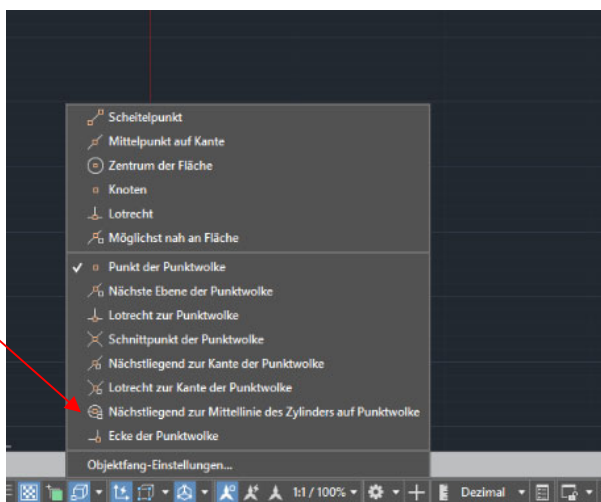 Scheitelpunkt
Mittelpunkt auf Kante
Zentrum der Fläche
Knoten
Lotrecht
Möglichst nah an Fläche
Punkt der Punktwolke
Nächste Ebene der Punktwolke
Lotrecht zur Punktwolke
Schnittpunkt der Punktwolke
Nächstliegend zur Kante der Punktwolke
Lotrecht zur Kante der Punktwolke
Nächstliegend zur Mittellinie des Zylinders auf Punktwolke
Ecke der Punktwolke
Objektfang-Einstellungen...
1:1 / 100% Dezimal